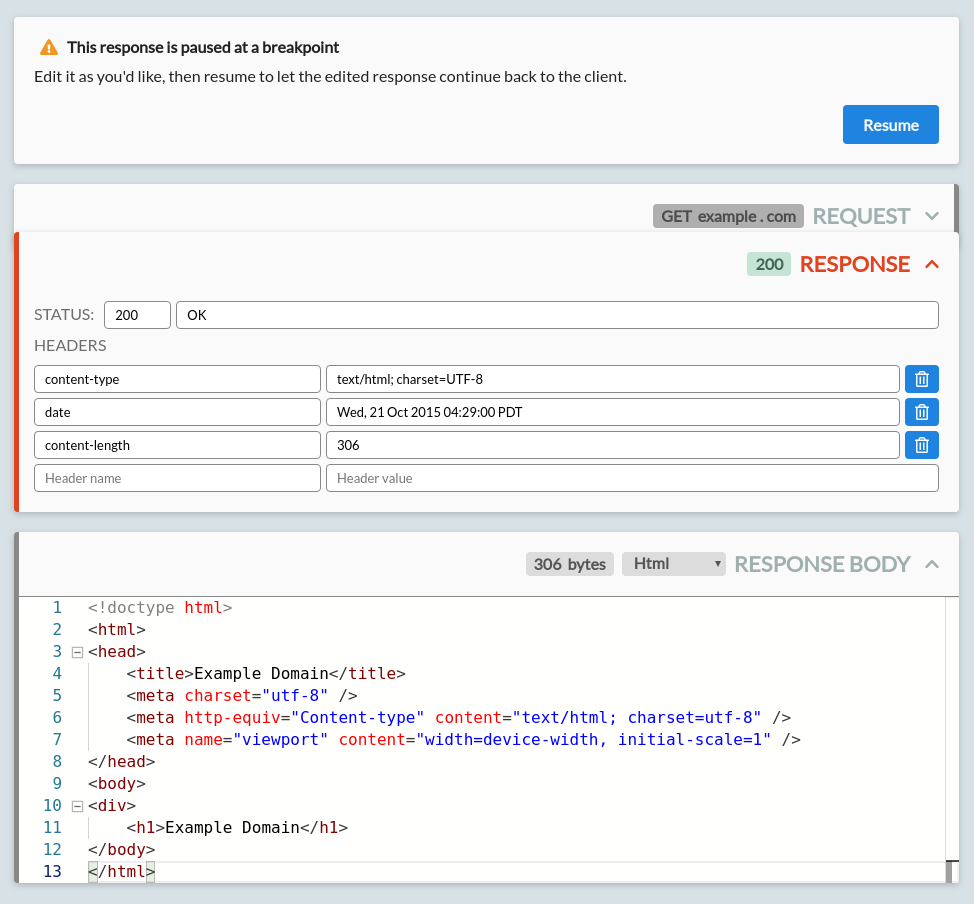 This response is paused at a breakpoint
Edit it as you'd like, then resume to let the edited response continue back to the client.
Resume
GET example.com REQUEST
200 RESPONSE
STATUS: 200 OK
HEADERS
content-type text/html; charset=UTF-8
date Wed, 21 Oct 2015 04:29:00 PDT
content-length 306
Header name Header value
306 bytes Html RESPONSE BODY
1 <!doctype html>
2 <html>
3 <head>
4     <title>Example Domain</title>
5     <meta charset="utf-8" />
6     <meta http-equiv="Content-type" content="text/html; charset=utf-8" />
7     <meta name="viewport" content="width=device-width, initial-scale=1" />
8 </head>
9 <body>
10 <div>
11     <h1>Example Domain</h1>
12 </body>
13 </html>